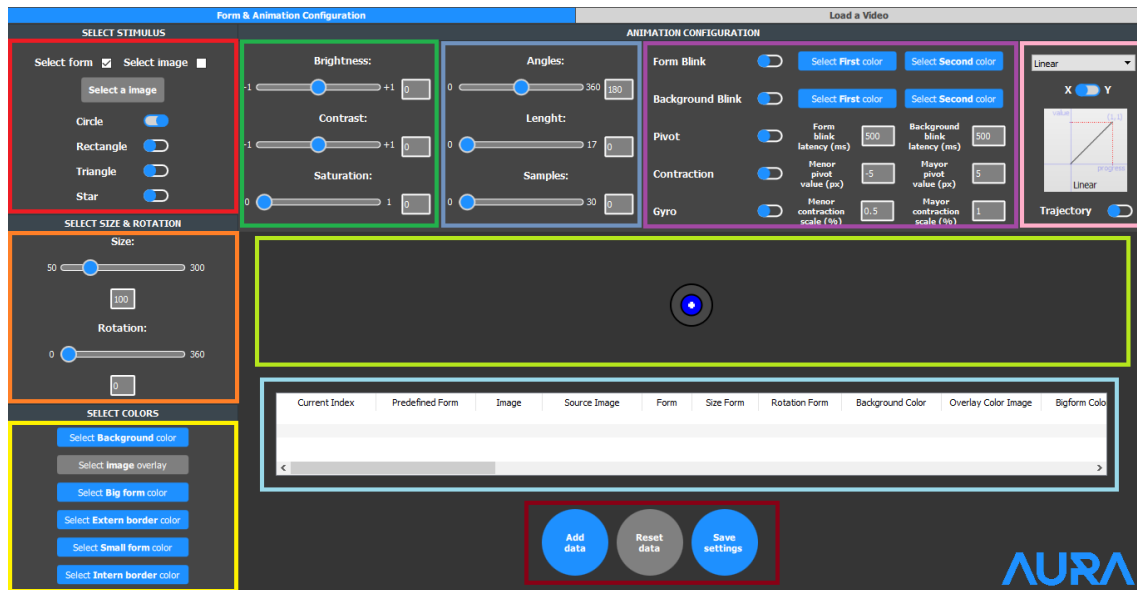 Form & Animation Configuration
Load a Video
SELECT STIMULUS
ANIMATION CONFIGURATION
Select form Select image
Select a image
Circle
Rectangle
Triangle
Star
Brightness:
-1 +1 0
Contrast:
-1 +1 0
Saturation:
0 1 0
Angles:
0 360 180
Lenght:
0 17 0
Samples:
0 30 0
Form Blink
Select First color
Select Second color
Background Blink
Select First color
Select Second color
Pivot
Form
blink
latency (ms)
500
Background
blink
latency (ms)
500
Contraction
Menor
pivot
value (px)
-5
Mayor
pivot
value (px)
5
Gyro
Menor
contraction
scale (%)
0.5
Mayor
contraction
scale (%)
1
Linear
X Y
value
(1,1)
progress
Linear
Trajectory
SELECT SIZE & ROTATION
Size:
50 300
100
Rotation:
0 360
0
SELECT COLORS
Select Background color
Select image overlay
Select Big form color
Select Extern border color
Select Small form color
Select Intern border color
Current Index Predefined Form Image Source Image Form Size Form Rotation Form Background Color Overlay Color Image Bigform Colo
Add
data
Reset
data
Save
settings
AURA